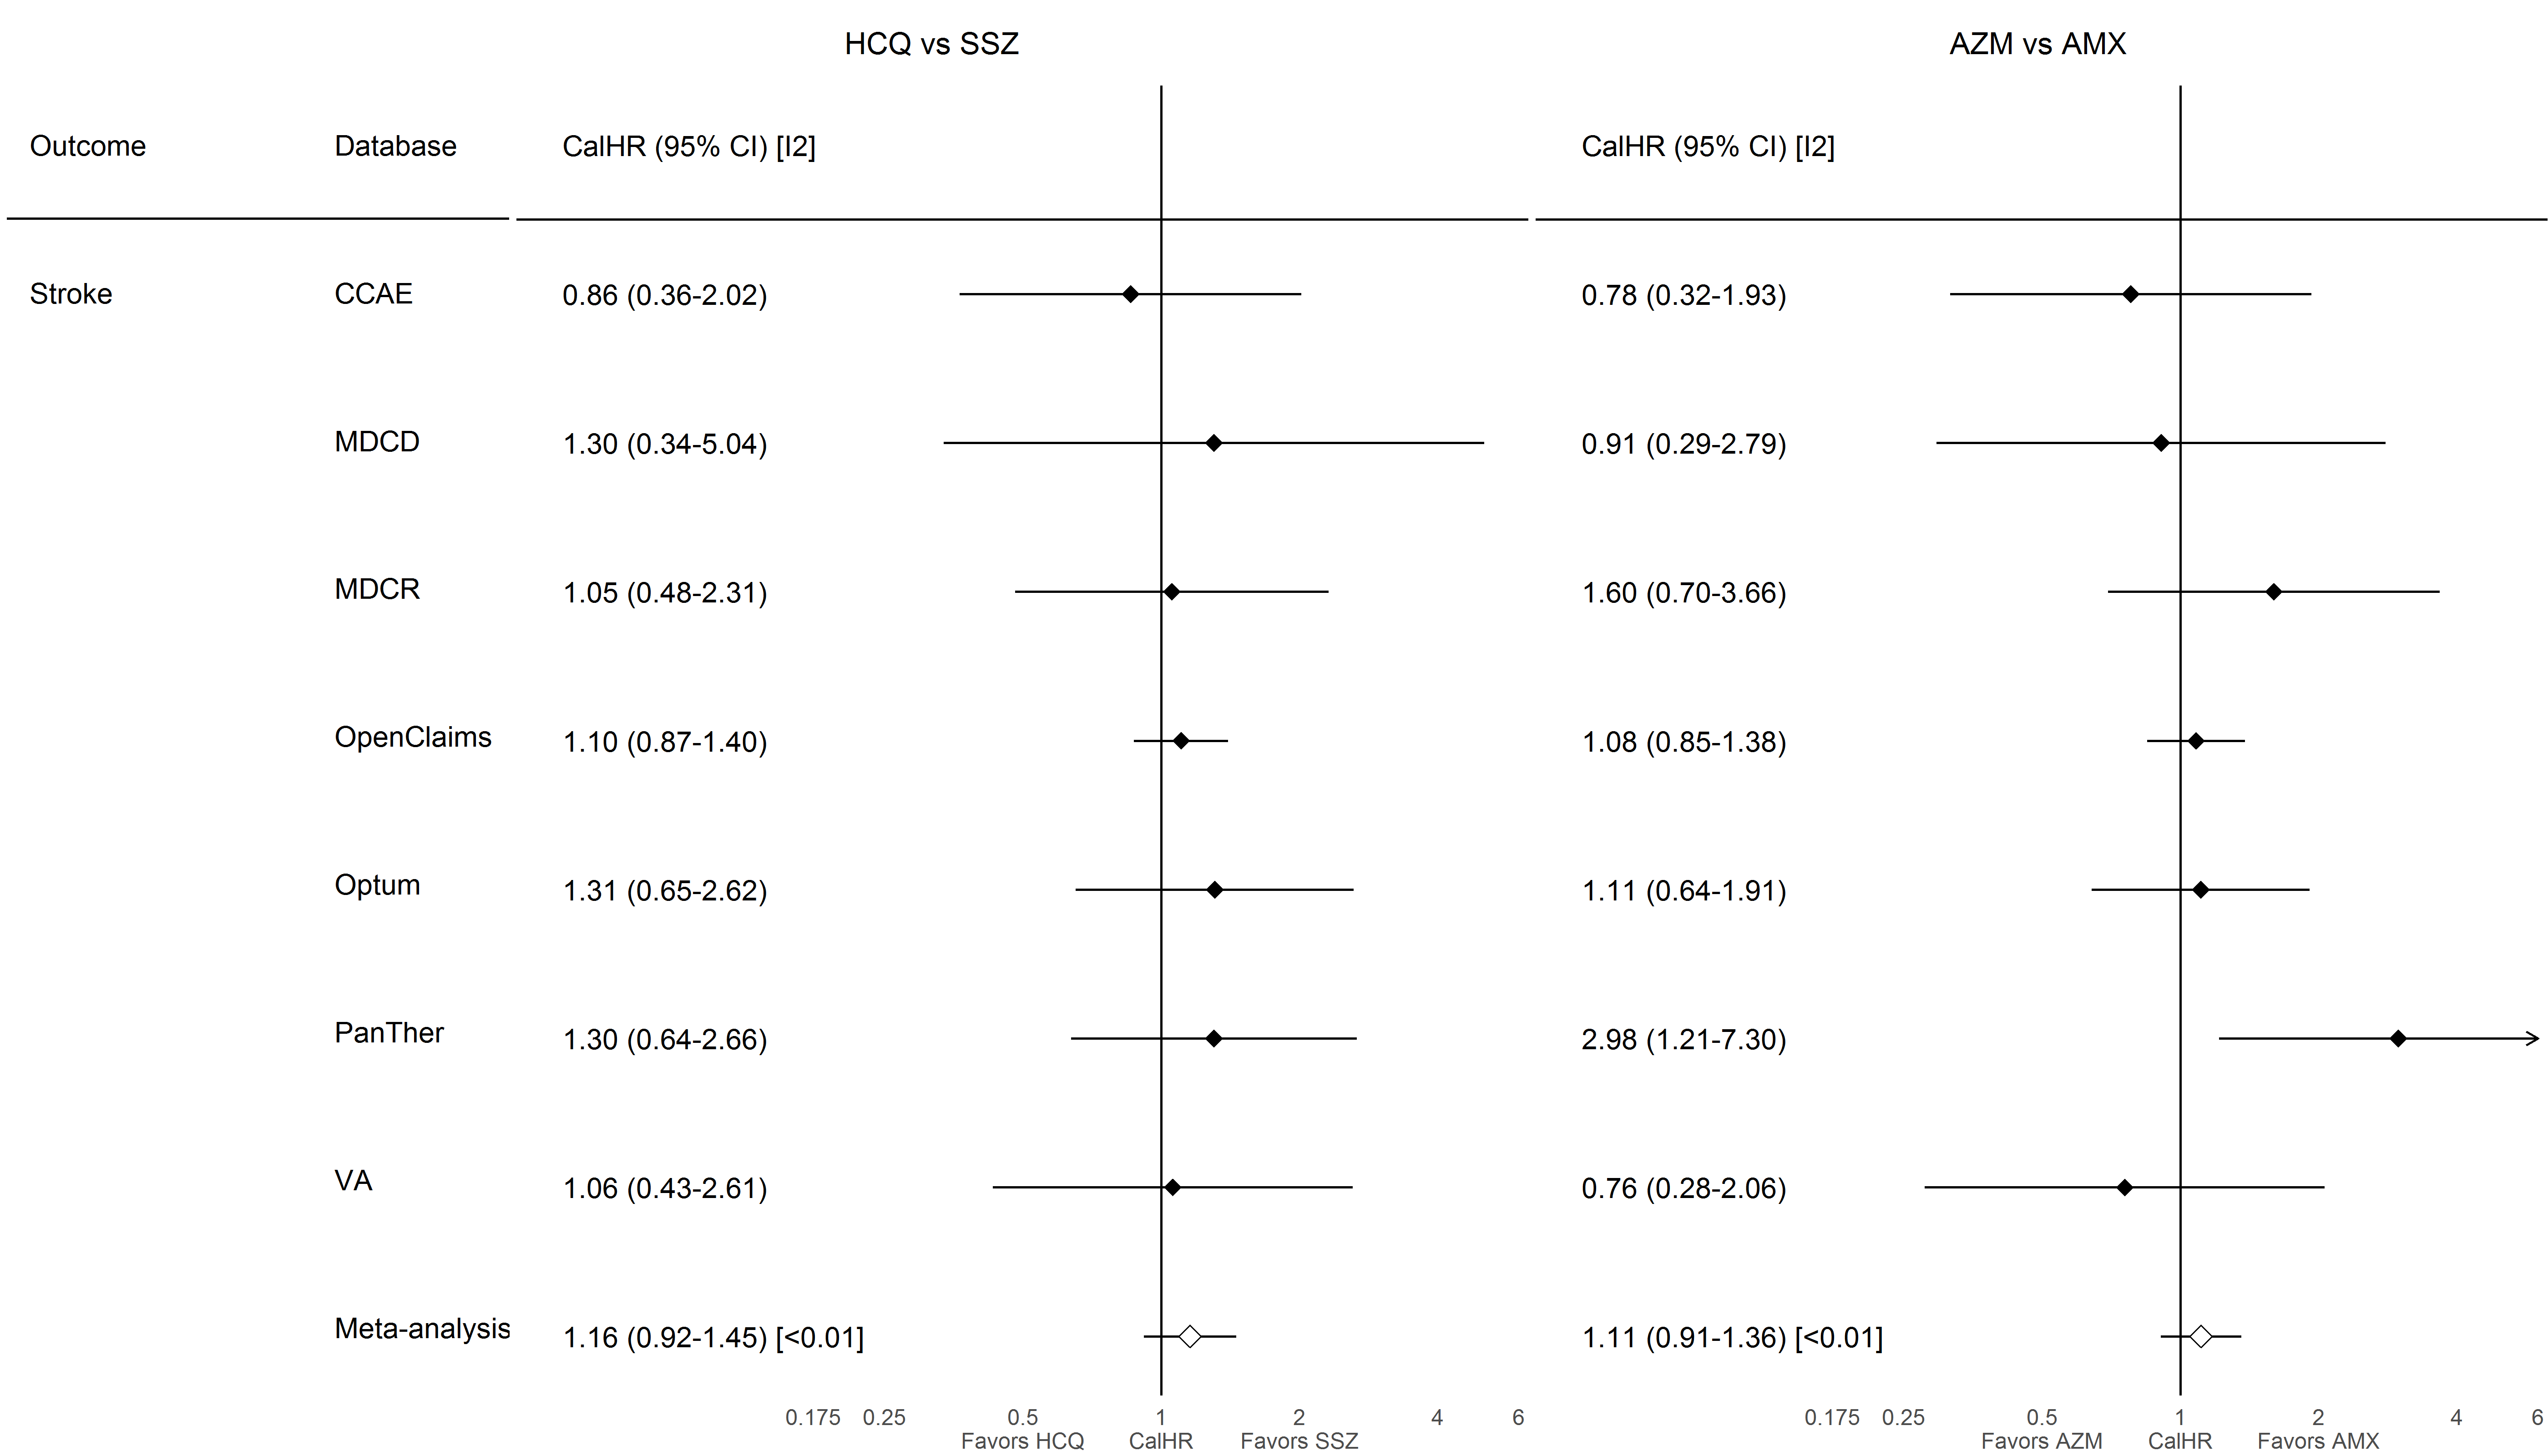 HCQ vs SSZ AZM vs AMX
Outcome Database CalHR (95% CI) [I2] CalHR (95% CI) [I2]
Stroke CCAE 0.86 (0.36-2.02) 0.78 (0.32-1.93)
MDCD 1.30 (0.34-5.04) 0.91 (0.29-2.79)
MDCR 1.05 (0.48-2.31) 1.60 (0.70-3.66)
OpenClaims 1.10 (0.87-1.40) 1.08 (0.85-1.38)
Optum 1.31 (0.65-2.62) 1.11 (0.64-1.91)
PanTher 1.30 (0.64-2.66) 2.98 (1.21-7.30)
VA 1.06 (0.43-2.61) 0.76 (0.28-2.06)
Meta-analysis 1.16 (0.92-1.45) [<0.01] 1.11 (0.91-1.36) [<0.01]
0.175 0.25 0.5 1 2 4 6 0.175 0.25 0.5 1 2 4 6
Favors HCQ CalHR Favors SSZ Favors AZM CalHR Favors AMX